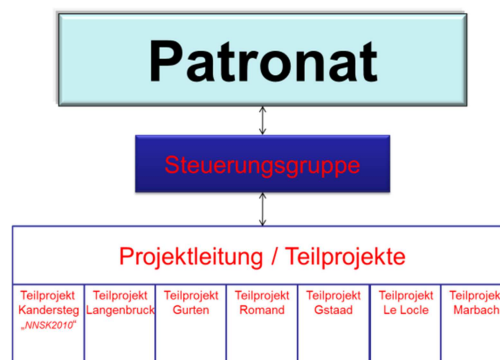 Patronat
Steuerungsgruppe
Projektleitung / Teilprojekte
Teilprojekt
Kandersteg
„NNSK2010"
Teilprojekt
Langenbruck
Teilprojekt
Gurten
Teilprojekt
Romand
Teilprojekt
Gstaad
Teilprojekt
Le Locle
Teilprojekt
Marbach